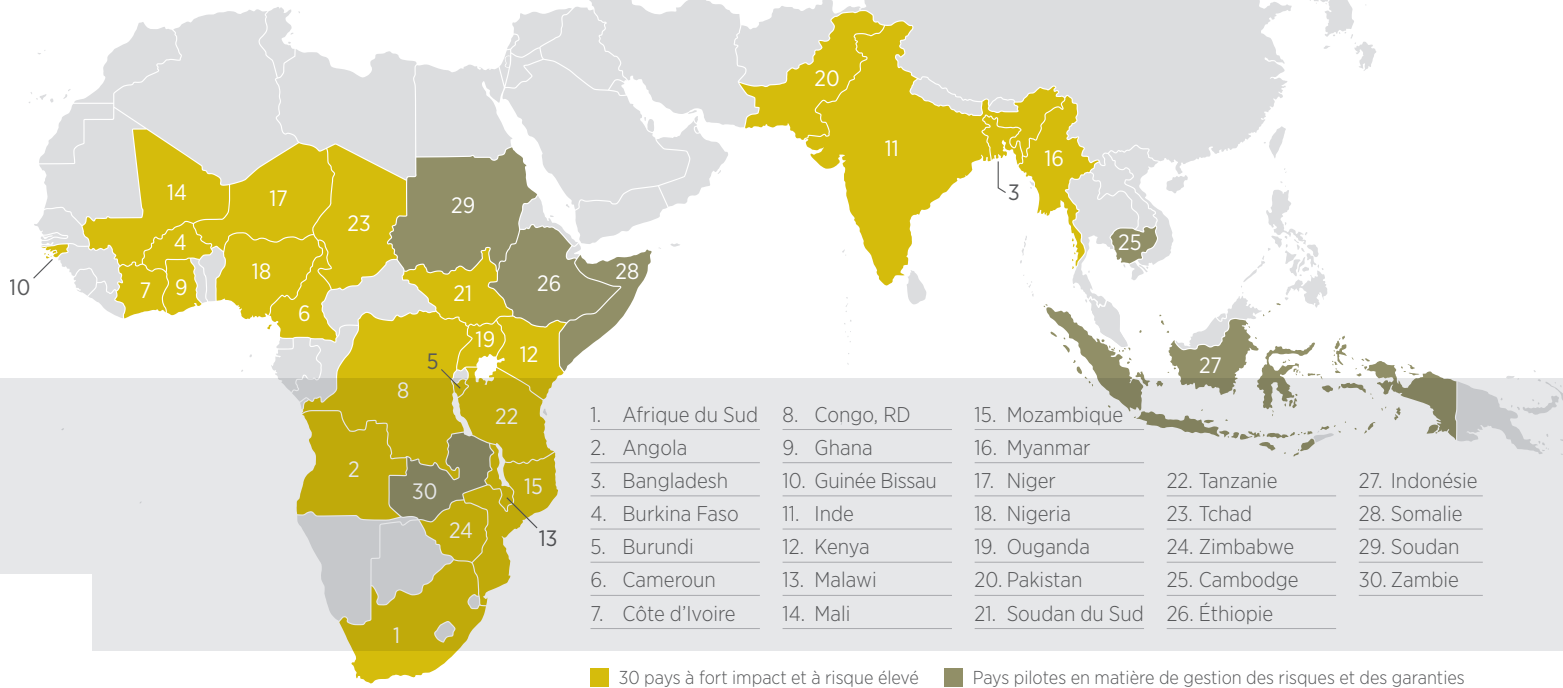 20
11
16
3
14
17
23
29
25
4
10
18
26
28
7
9
21
6
19
12
5
27
8
22
2
30
15
24
13
1
1. Afrique du Sud
2. Angola
3. Bangladesh
4. Burkina Faso
5. Burundi
6. Cameroun
7. Côte d'Ivoire
8. Congo, RD
9. Ghana
10. Guinée Bissau
11. Inde
12. Kenya
13. Malawi
14. Mali
15. Mozambique
16. Myanmar
17. Niger
18. Nigeria
19. Ouganda
20. Pakistan
21. Soudan du Sud
22. Tanzanie
23. Tchad
24. Zimbabwe
25. Cambodge
26. Éthiopie
27. Indonésie
28. Somalie
29. Soudan
30. Zambie
30 pays à fort impact et à risque élevé
Pays pilotes en matière de gestion des risques et des garanties